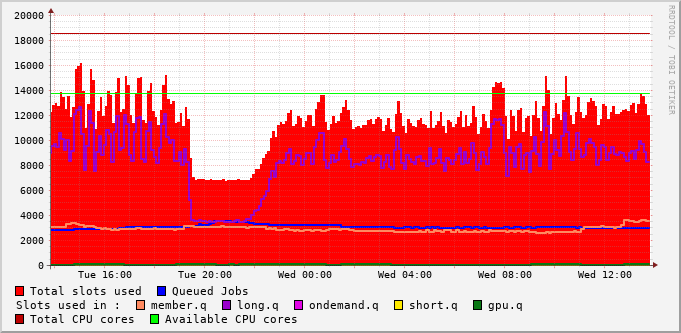 20000
18000
16000
14000
12000
10000
8000
6000
4000
2000
0
Tue 16:00 Tue 20:00 Wed 00:00 Wed 04:00 Wed 08:00 Wed 12:00
RRDTOOL / TOBI OETIKER
Total slots used Queued Jobs
Slots used in : member.q long.q ondemand.q short.q gpu.q
Total CPU cores Available CPU cores